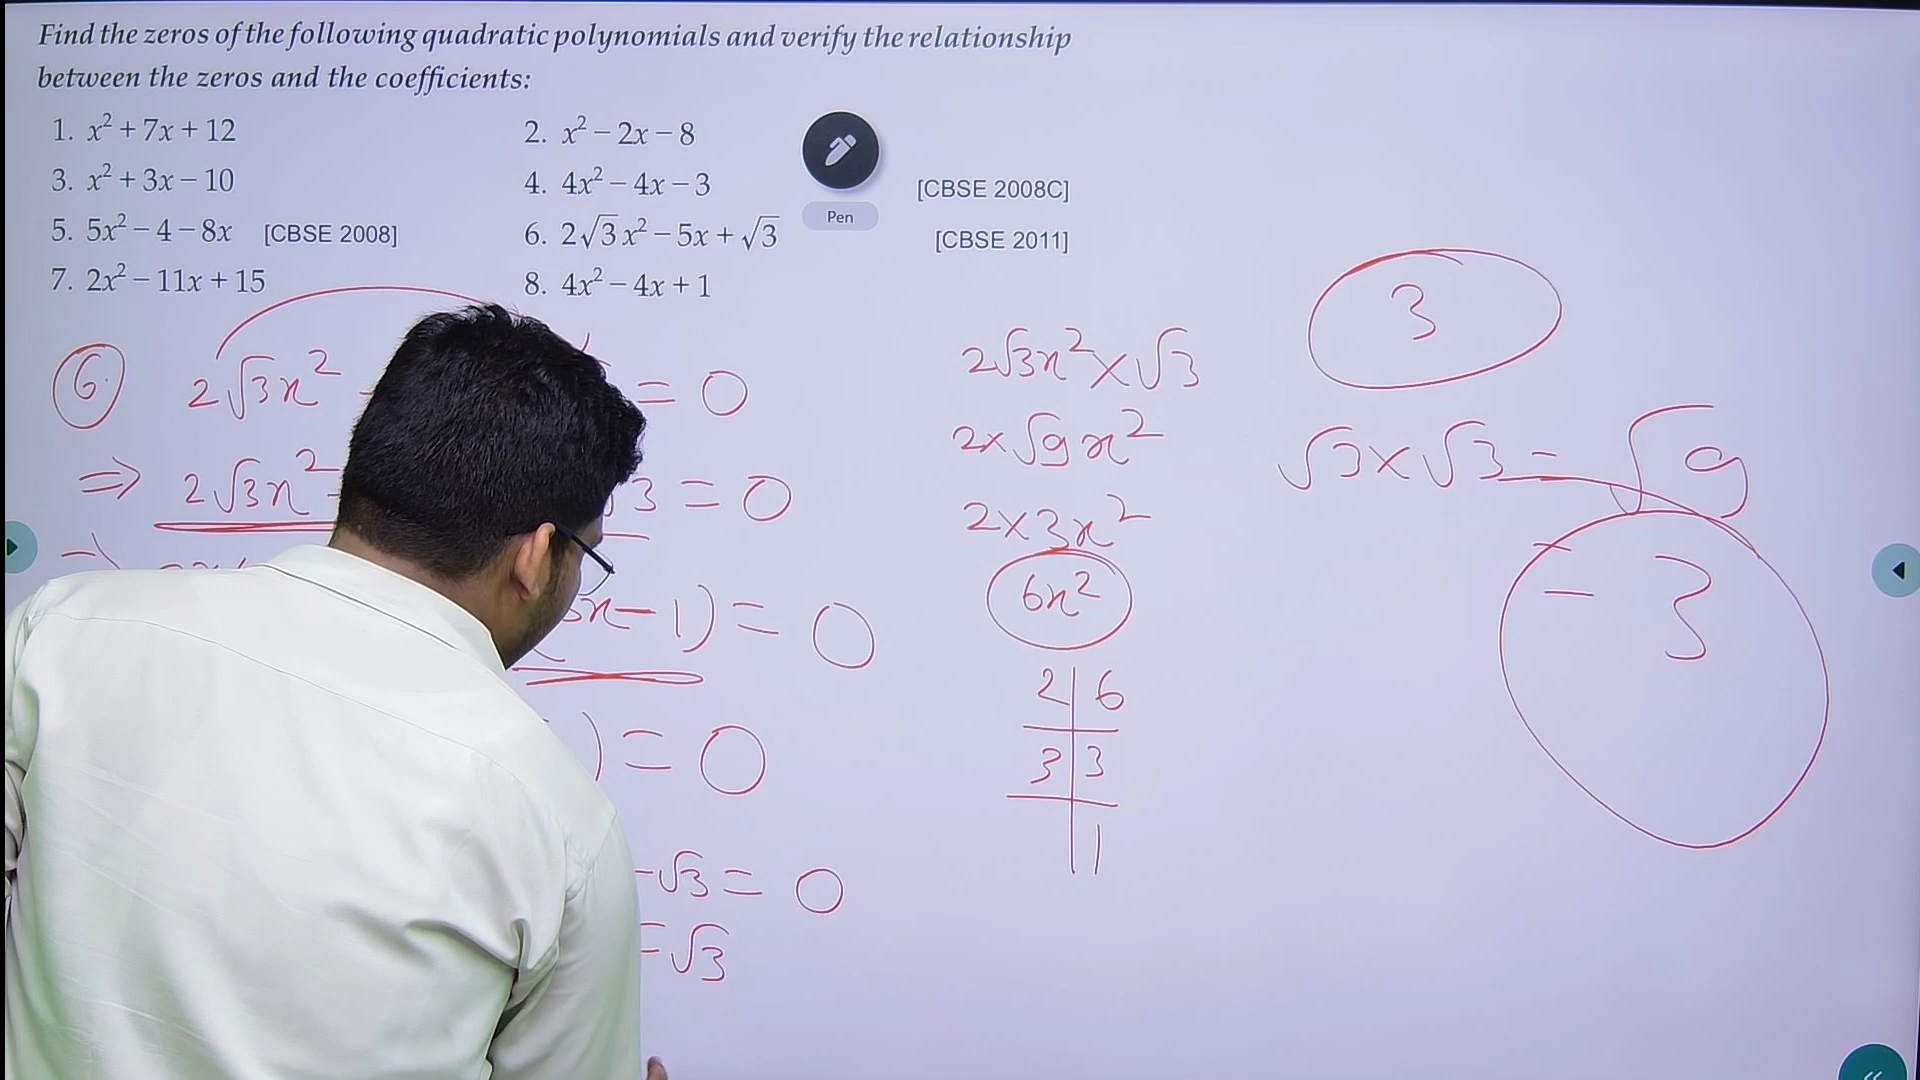 Find the zeros of the following quadratic polynomials and verify the relationship
between the zeros and the coefficients:
1. x² + 7x + 12
2. x² − 2x − 8
3. x² + 3x − 10
4. 4x² − 4x − 3 [CBSE 2008C]
5. 5x² − 4 − 8x [CBSE 2008]
6. 2√3x² − 5x + √3 [CBSE 2011]
7. 2x² − 11x + 15
8. 4x² − 4x + 1
Pen
6. 2√3x² = 0
⇒ 2√3x² 3 = 0
x − 1) = 0
) = 0
− √3 = 0
= √3
2√3x² × √3
2 × √9 x²
2 × 3x²
6x²
2 | 6
3 | 3
1
3
√3 × √3 = √9
= 3